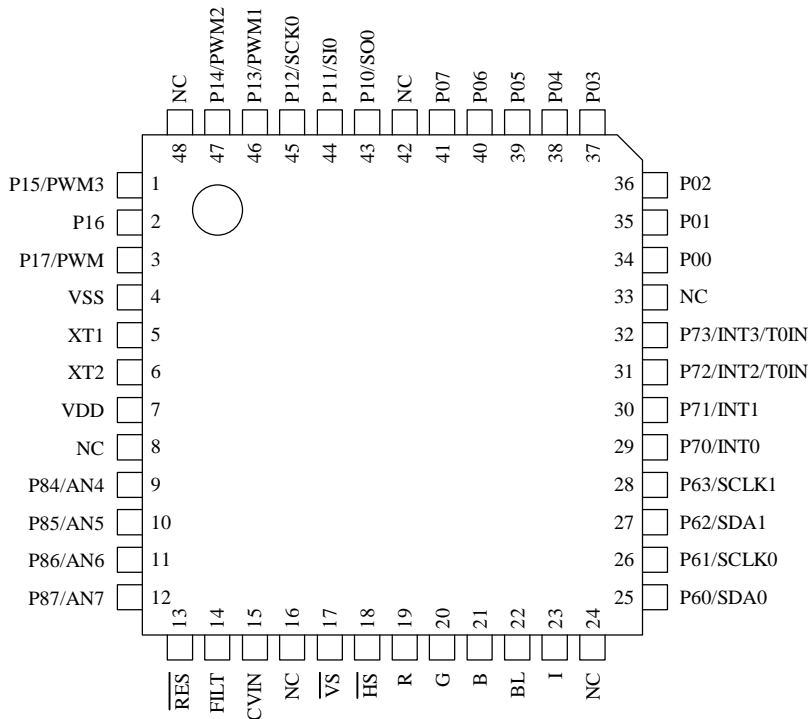 NC
P14/PWM2
P13/PWM1
P12/SCK0
P11/SI0
P10/SO0
NC
P07
P06
P05
P04
P03
48
47
46
45
44
43
42
41
40
39
38
37
P15/PWM3 1
P16 2
P17/PWM 3
VSS 4
XT1 5
XT2 6
VDD 7
NC 8
P84/AN4 9
P85/AN5 10
P86/AN6 11
P87/AN7 12
36 P02
35 P01
34 P00
33 NC
32 P73/INT3/T0IN
31 P72/INT2/T0IN
30 P71/INT1
29 P70/INT0
28 P63/SCLK1
27 P62/SDA1
26 P61/SCLK0
25 P60/SDA0
13
14
15
16
17
18
19
20
21
22
23
24
RES
FILT
CVIN
NC
VS
HS
R
G
B
BL
I
NC